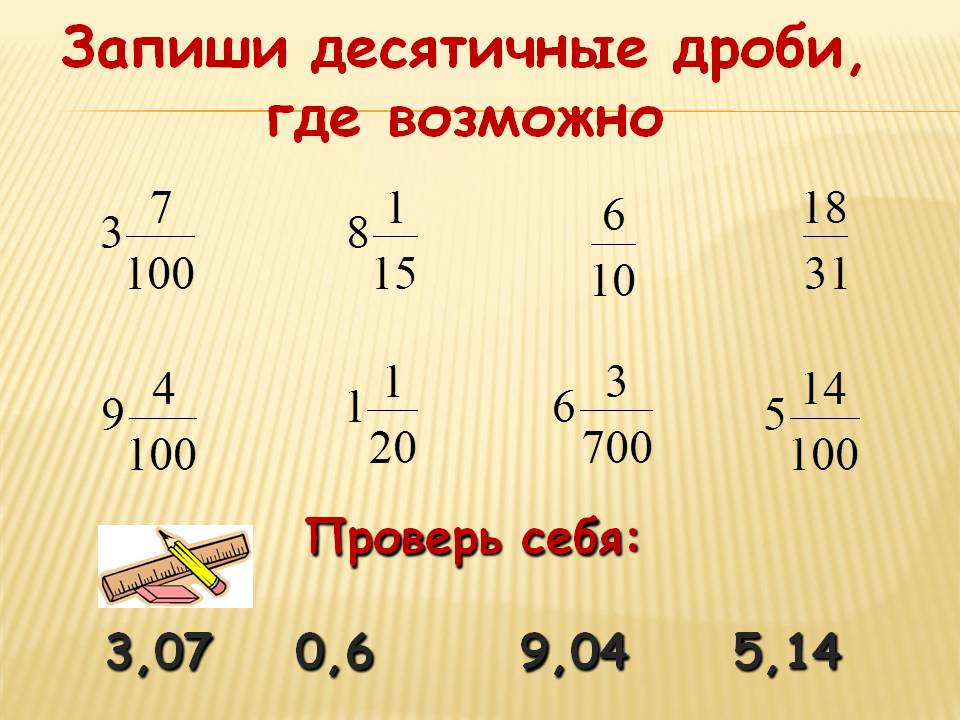 Запиши десятичные дроби,
где возможно
3 7/100 8 1/15 6/10 18/31
9 4/100 1 1/20 6 3/700 5 14/100
Проверь себя:
3,07 0,6 9,04 5,14